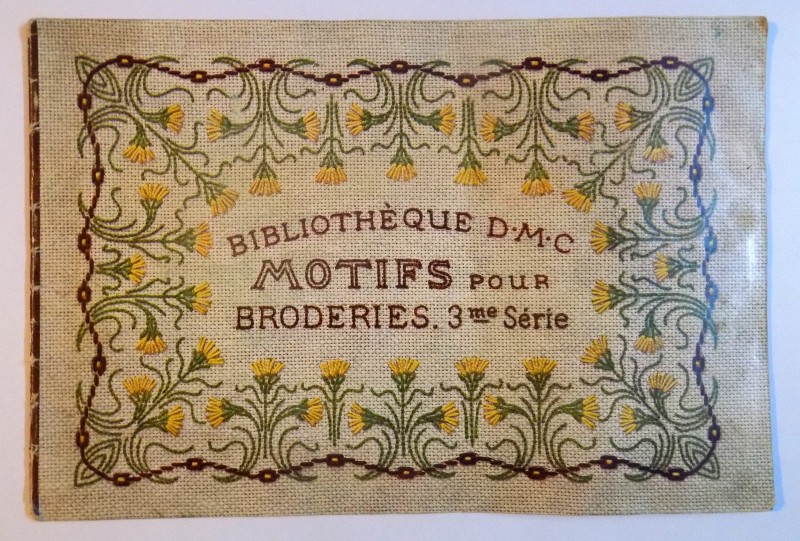 BIBLIOTHÈQUE D·M·C
MOTIFS POUR
BRODERIES. 3me Série